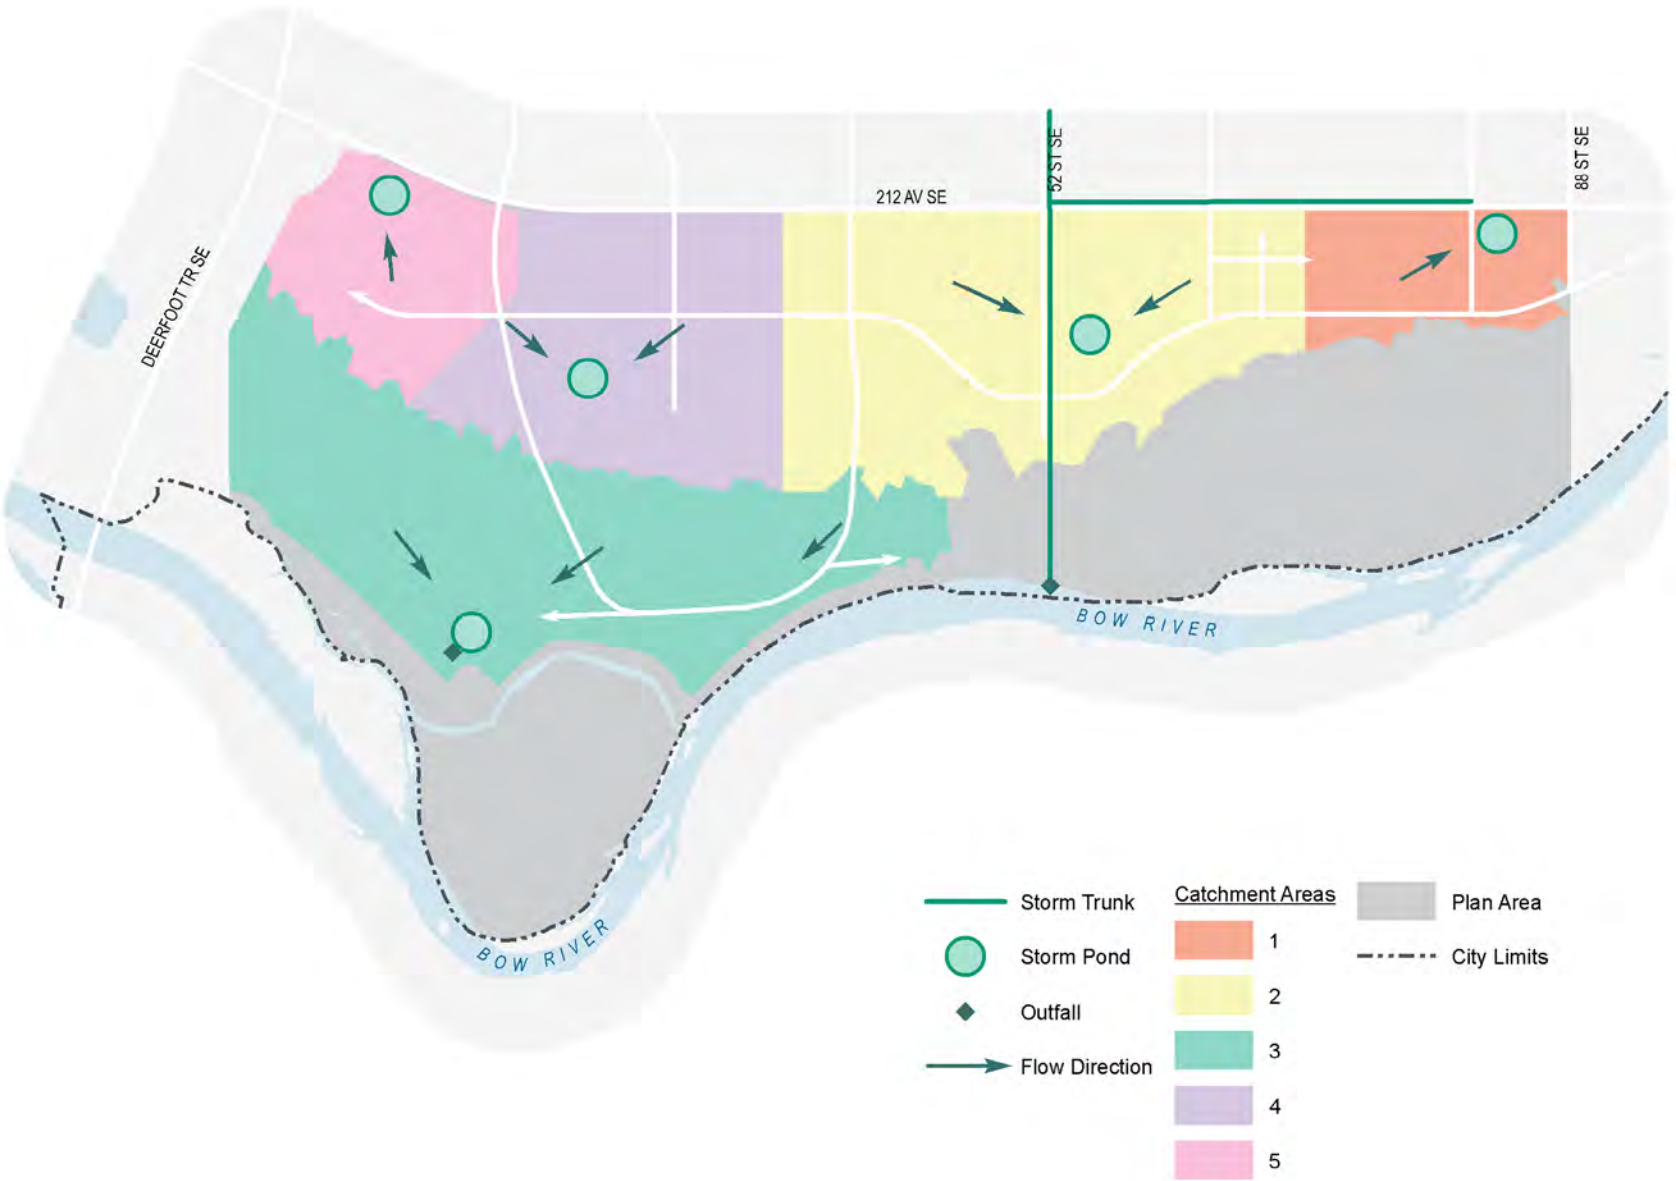 52 ST SE
88 ST SE
212 AV SE
DEERFOOT TR SE
BOW RIVER
BOW RIVER
Storm Trunk
Storm Pond
Outfall
Flow Direction
Catchment Areas
1
2
3
4
5
Plan Area
City Limits